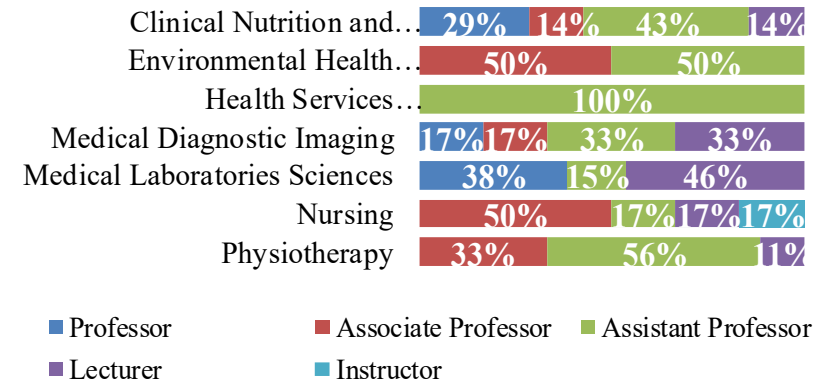 Clinical Nutrition and… 29% 14% 43% 14%
Environmental Health… 50% 50%
Health Services… 100%
Medical Diagnostic Imaging 17% 17% 33% 33%
Medical Laboratories Sciences 38% 15% 46%
Nursing 50% 17% 17% 17%
Physiotherapy 33% 56% 11%
Professor Associate Professor Assistant Professor
Lecturer Instructor